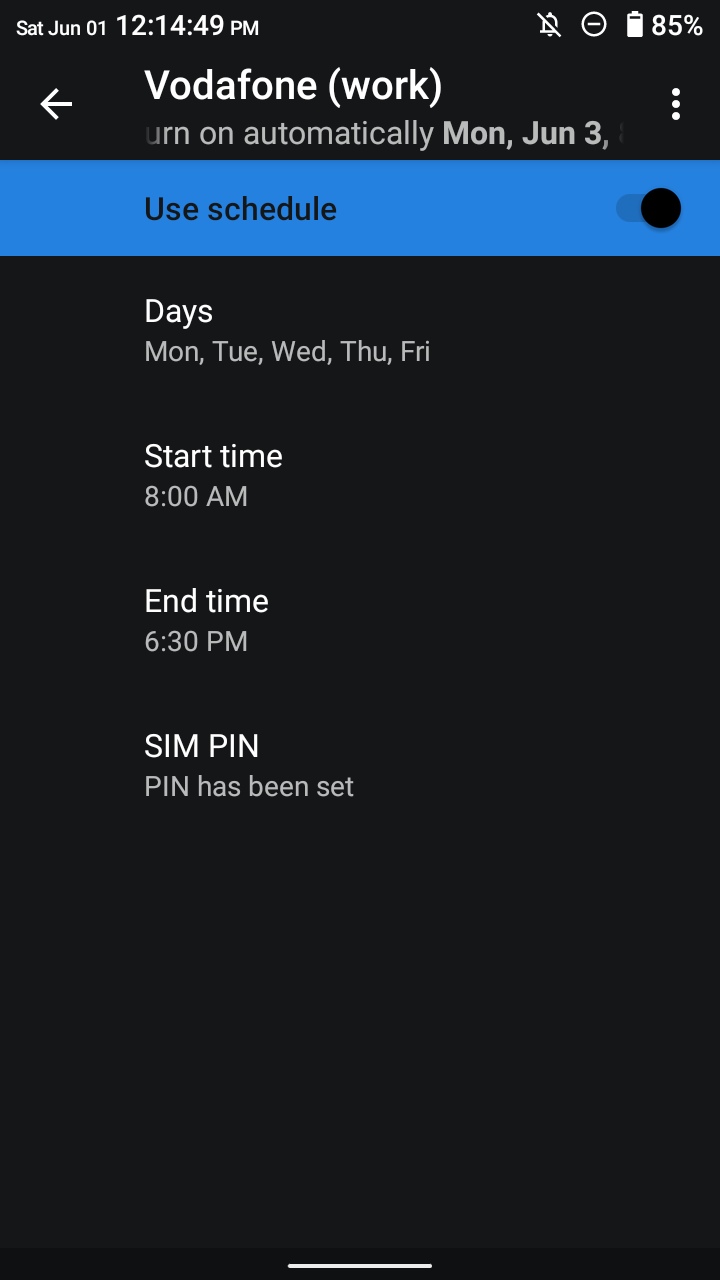 Sat Jun 01 12:14:49 PM 85%
Vodafone (work)
urn on automatically Mon, Jun 3,
Use schedule
Days
Mon, Tue, Wed, Thu, Fri
Start time
8:00 AM
End time
6:30 PM
SIM PIN
PIN has been set